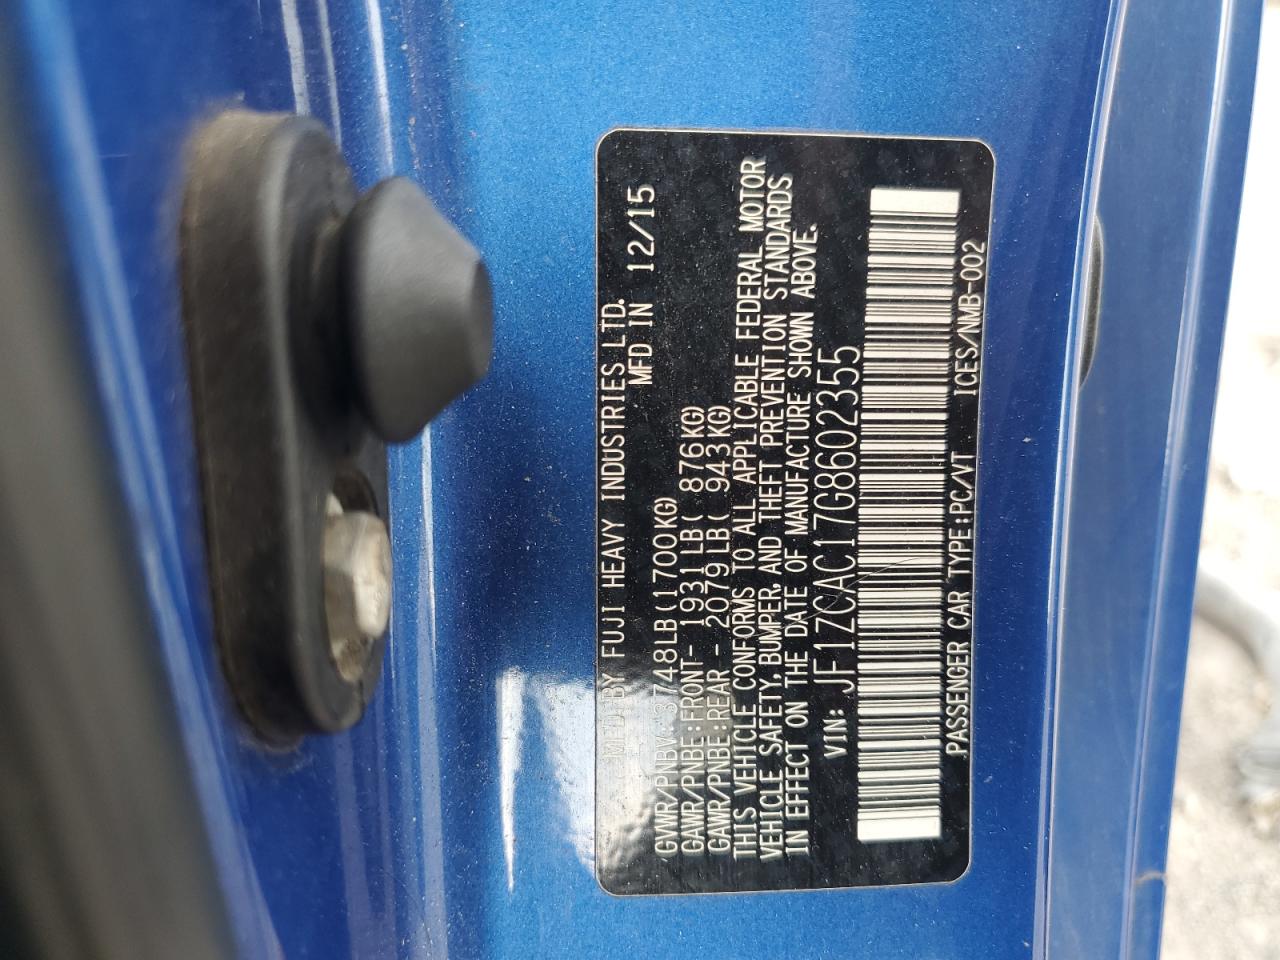 MFD BY FUJI HEAVY INDUSTRIES LTD.
MFD IN 12/15
GVWR/PNBV: 3748LB(1700KG)
GAWR/PNBE:FRONT- 1931LB( 876KG)
GAWR/PNBE:REAR - 2079LB( 943KG)
THIS VEHICLE CONFORMS TO ALL APPLICABLE FEDERAL MOTOR
VEHICLE SAFETY, BUMPER, AND THEFT PREVENTION STANDARDS
IN EFFECT ON THE DATE OF MANUFACTURE SHOWN ABOVE.
VIN: JF1ZCAC17G8602355
PASSENGER CAR TYPE:PC/VT ICES/NMB-002